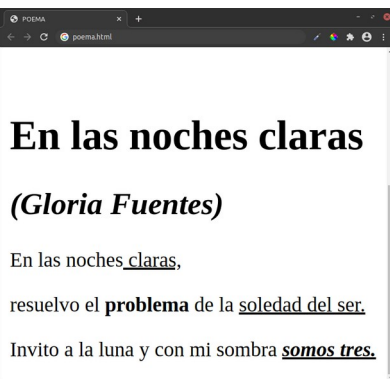 POEMA
poema.html
En las noches claras
(Gloria Fuentes)
En las noches claras,
resuelvo el problema de la soledad del ser.
Invito a la luna y con mi sombra somos tres.